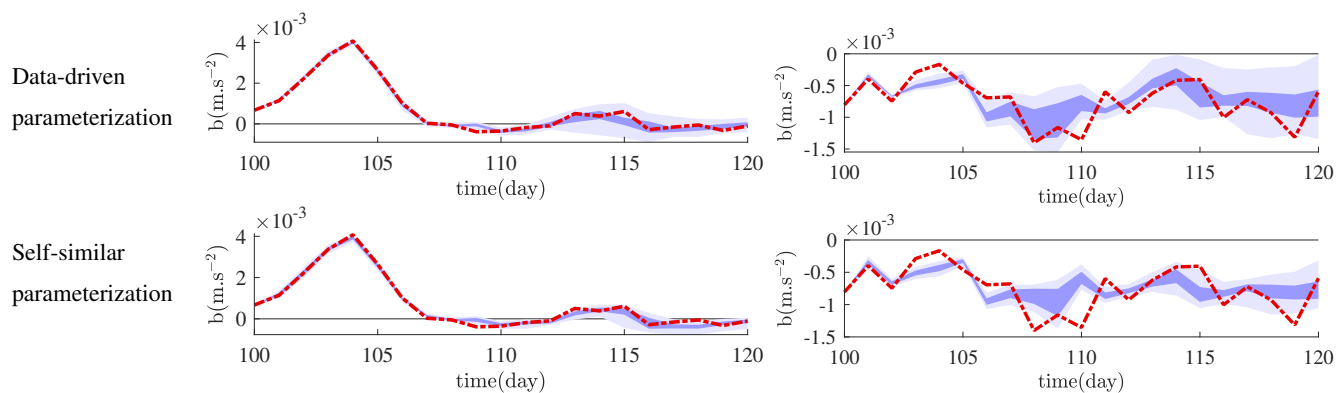 Data-driven
parameterization
×10⁻³
b(m.s⁻²)
4
2
0
100 105 110 115 120
time(day)
×10⁻³
b(m.s⁻²)
0
-0.5
-1
-1.5
100 105 110 115 120
time(day)
Self-similar
parameterization
×10⁻³
b(m.s⁻²)
4
2
0
100 105 110 115 120
time(day)
×10⁻³
b(m.s⁻²)
0
-0.5
-1
-1.5
100 105 110 115 120
time(day)